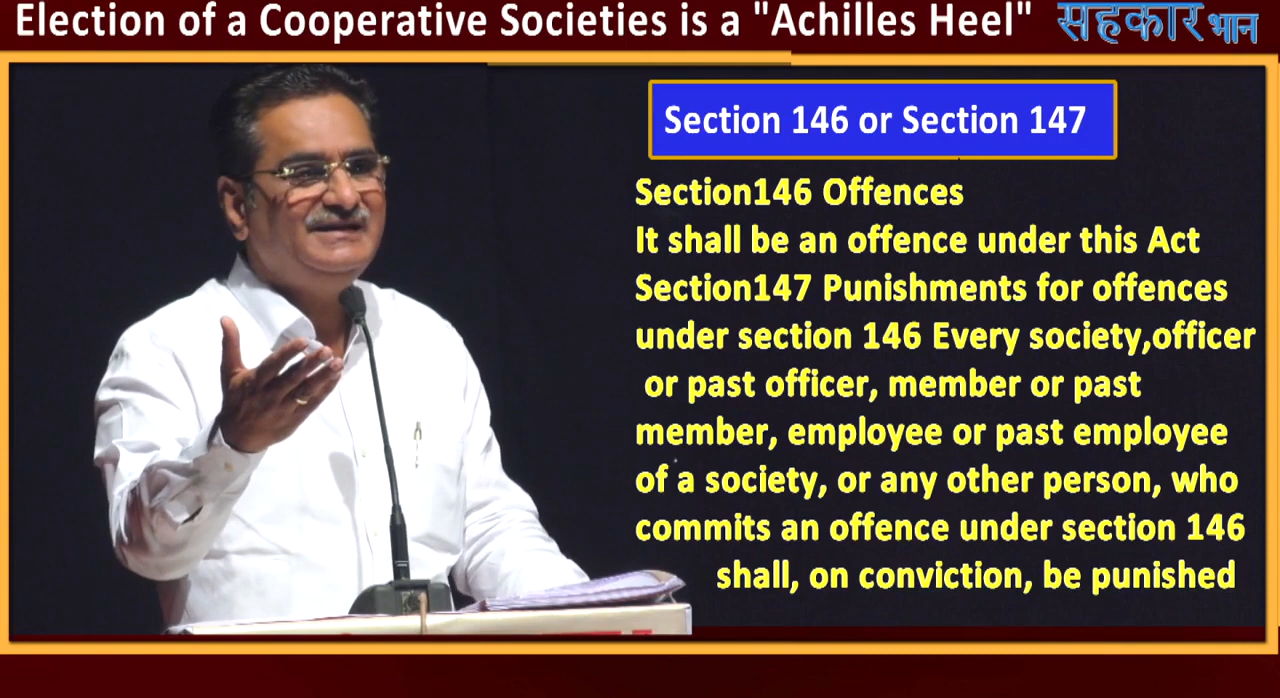 Election of a Cooperative Societies is a "Achilles Heel" सहकार भान
Section 146 or Section 147
Section146 Offences
It shall be an offence under this Act
Section147 Punishments for offences
under section 146 Every society,officer
or past officer, member or past
member, employee or past employee
of a society, or any other person, who
commits an offence under section 146
shall, on conviction, be punished